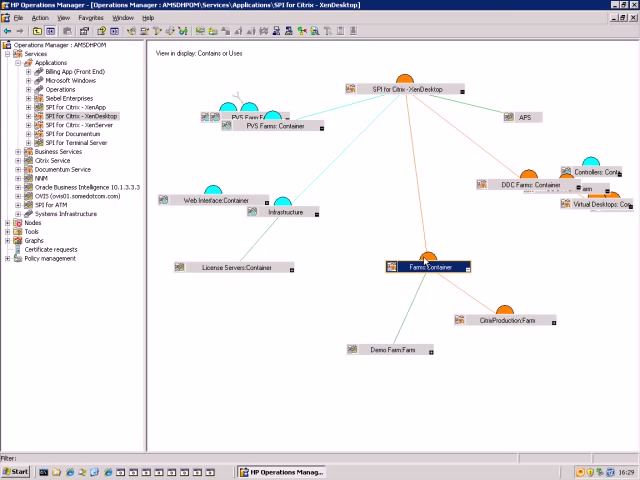 HP Operations Manager - [Operations Manager : AMSDHPOM\Services\Applications\SPI for Citrix - XenDesktop]
File Action View Favorites Window Help
Operations Manager : AMSDHPOM
Services
Applications
Billing App (Front End)
Microsoft Windows
Operations
Siebel Enterprises
SPI for Citrix - XenApp
SPI for Citrix - XenDesktop
SPI for Citrix - XenServer
SPI for Documentum
SPI for Terminal Server
Business Services
Citrix Service
Documentum Service
NNM
Oracle Business Intelligence 10.1.3.3.3
OVIS (ovis01.somedotcom.com)
SPI for ATM
Systems Infrastructure
Nodes
Tools
Graphs
Certificate requests
Policy management
View in display: Contains or Uses
SPI for Citrix -XenDesktop
PVS Farms: Container
APS
Controllers: Cont
DDC Farms: Container
arm
Virtual Desktops: Con
Web Interface:Container
Infrastructure
License Servers:Container
Farms:Container
CitrixProduction:Farm
Demo Farm:Farm
Filter:
Start
HP Operations Manag...
16:29